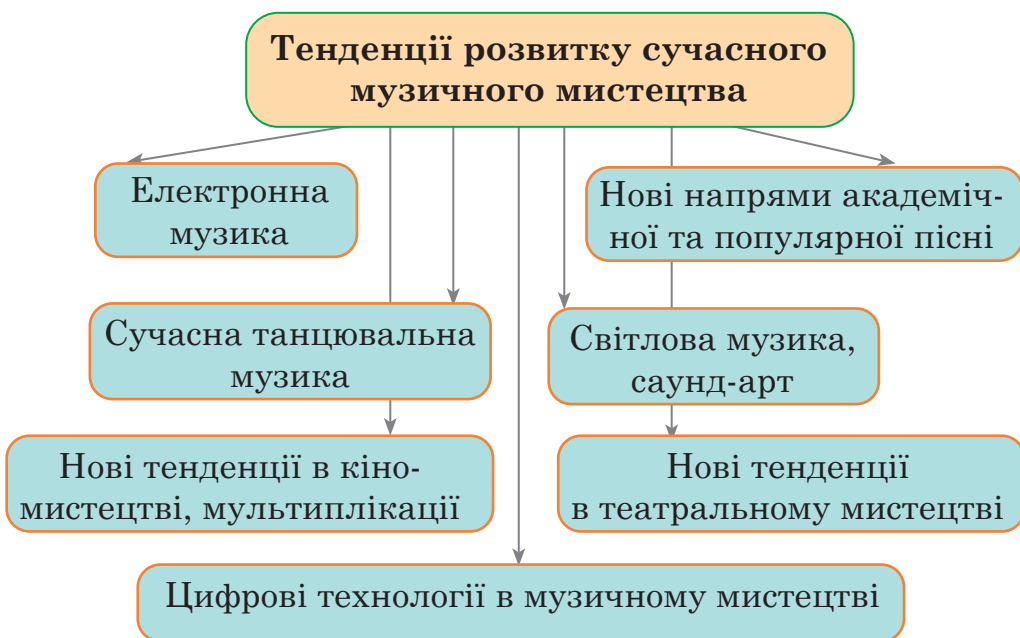 Тенденції розвитку сучасного
музичного мистецтва
Електронна
музика
Нові напрями академіч-
ної та популярної пісні
Сучасна танцювальна
музика
Світлова музика,
саунд-арт
Нові тенденції в кіно-
мистецтві, мультиплікації
Нові тенденції
в театральному мистецтві
Цифрові технології в музичному мистецтві